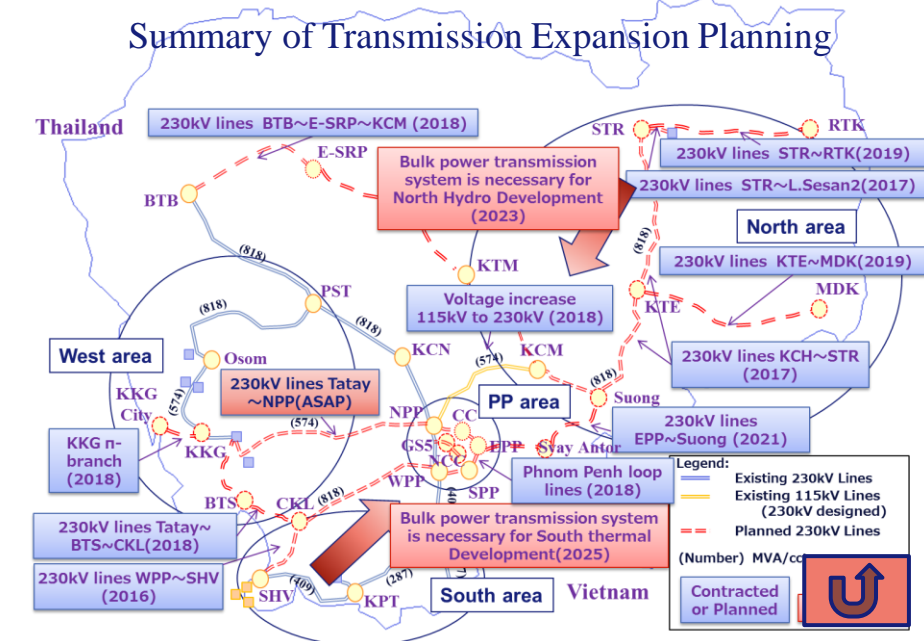 Summary of Transmission Expansion Planning
Thailand
230kV lines BTB～E-SRP～KCM (2018)
E-SRP
BTB
Bulk power transmission
system is necessary for
North Hydro Development
(2023)
STR
RTK
230kV lines STR~RTK(2019)
230kV lines STR~L.Sesan2(2017)
(818)
North area
230kV lines KTE~MDK(2019)
MDK
KTE
KTM
Voltage increase
115kV to 230kV (2018)
(818)
PST
(818)
(818)
West area
Osom
KCN
(574)
KCM
230kV lines KCH~STR
(2017)
(818)
Suong
KKG
City
(574)
230kV lines Tatay
~NPP(ASAP)
(574)
PP area
NPP
CC
GS5
NCC
EPP
Svay Antor
230kV lines
EPP~Suong (2021)
KKG π-
branch
(2018)
KKG
WPP
SPP
Phnom Penh loop
lines (2018)
BTS
CKL
(818)
230kV lines Tatay~
BTS~CKL(2018)
Bulk power transmission system
is necessary for South thermal
Development(2025)
230kV lines WPP~SHV
(2016)
SHV
(409)
KPT
(287)
South area
Vietnam
Legend:
Existing 230kV Lines
Existing 115kV Lines
(230kV designed)
Planned 230kV Lines
(Number) MVA/cc
Contracted
or Planned